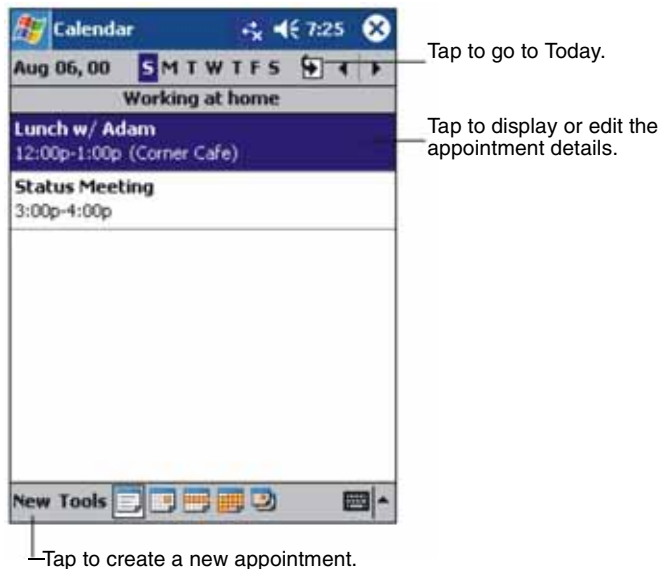 Calendar 7:25
Tap to go to Today.
Aug 06, 00 S M T W T F S
Working at home
Lunch w/ Adam
12:00p-1:00p (Corner Cafe)
Tap to display or edit the
appointment details.
Status Meeting
3:00p-4:00p
New Tools
Tap to create a new appointment.